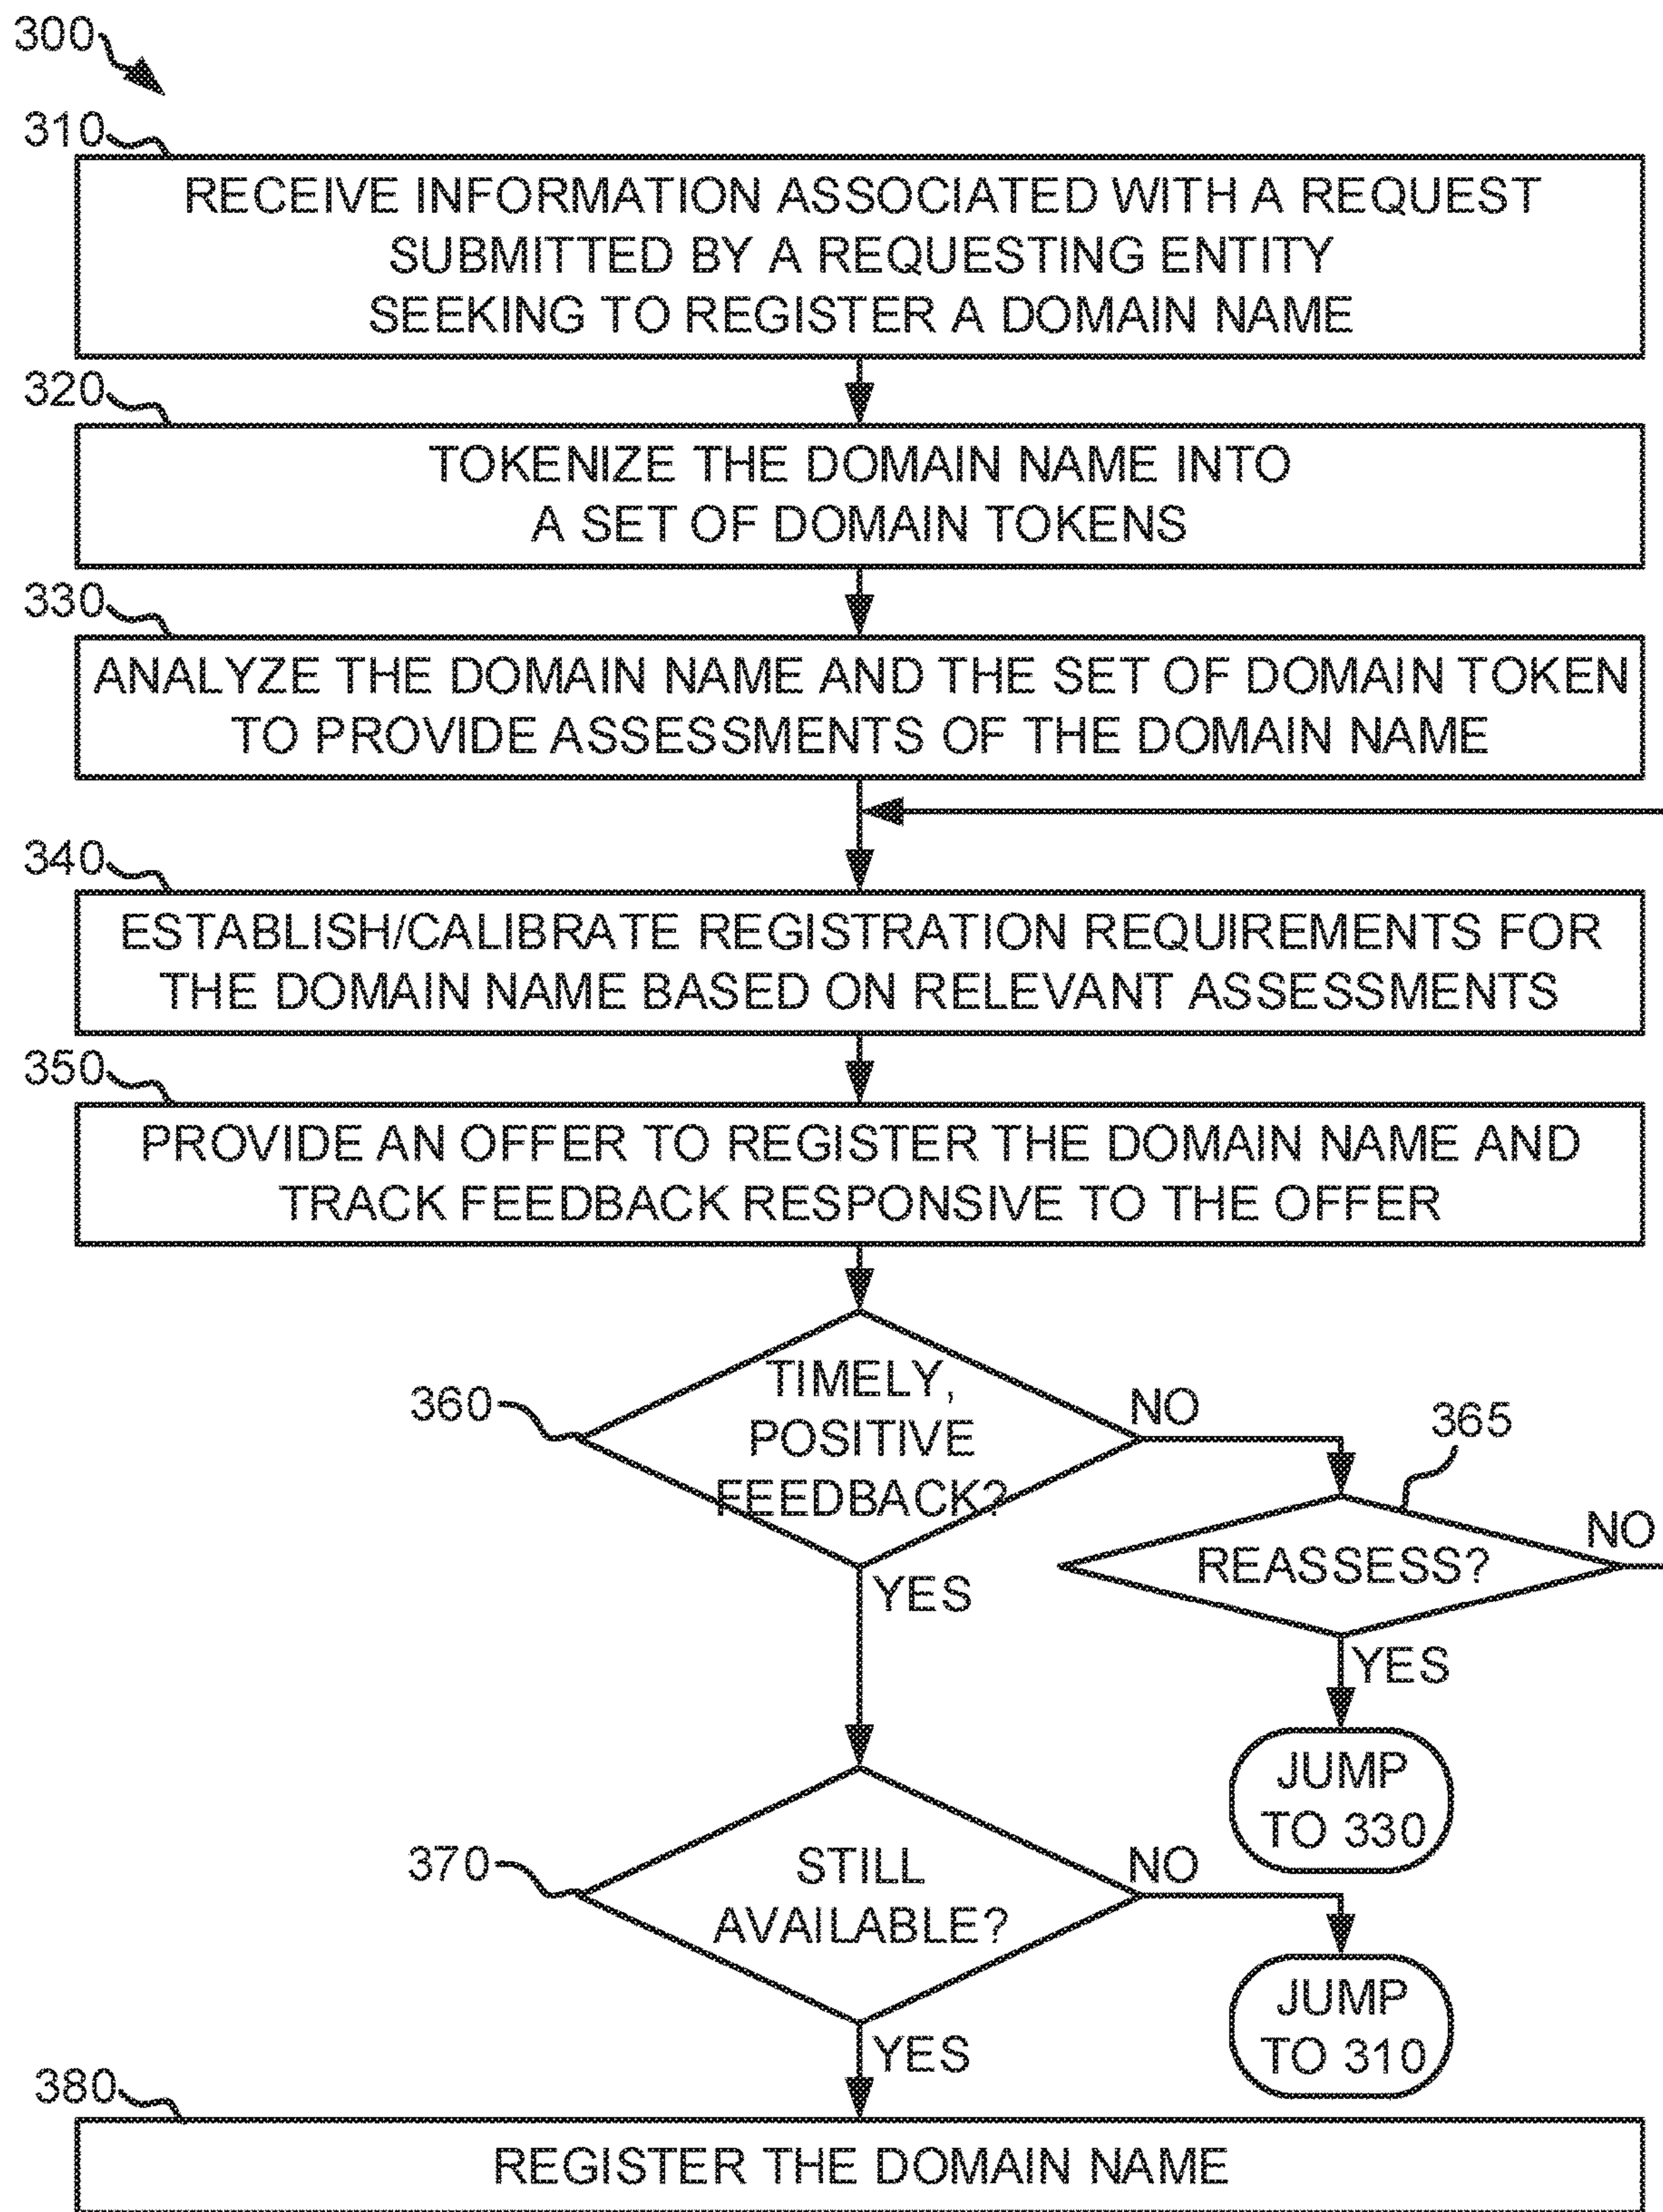 300
310
RECEIVE INFORMATION ASSOCIATED WITH A REQUEST
SUBMITTED BY A REQUESTING ENTITY
SEEKING TO REGISTER A DOMAIN NAME
320
TOKENIZE THE DOMAIN NAME INTO
A SET OF DOMAIN TOKENS
330
ANALYZE THE DOMAIN NAME AND THE SET OF DOMAIN TOKEN
TO PROVIDE ASSESSMENTS OF THE DOMAIN NAME
340
ESTABLISH/CALIBRATE REGISTRATION REQUIREMENTS FOR
THE DOMAIN NAME BASED ON RELEVANT ASSESSMENTS
350
PROVIDE AN OFFER TO REGISTER THE DOMAIN NAME AND
TRACK FEEDBACK RESPONSIVE TO THE OFFER
360
TIMELY,
POSITIVE
FEEDBACK?
NO
365
REASSESS?
NO
YES
YES
JUMP
TO 330
370
STILL
AVAILABLE?
NO
JUMP
TO 310
YES
380
REGISTER THE DOMAIN NAME